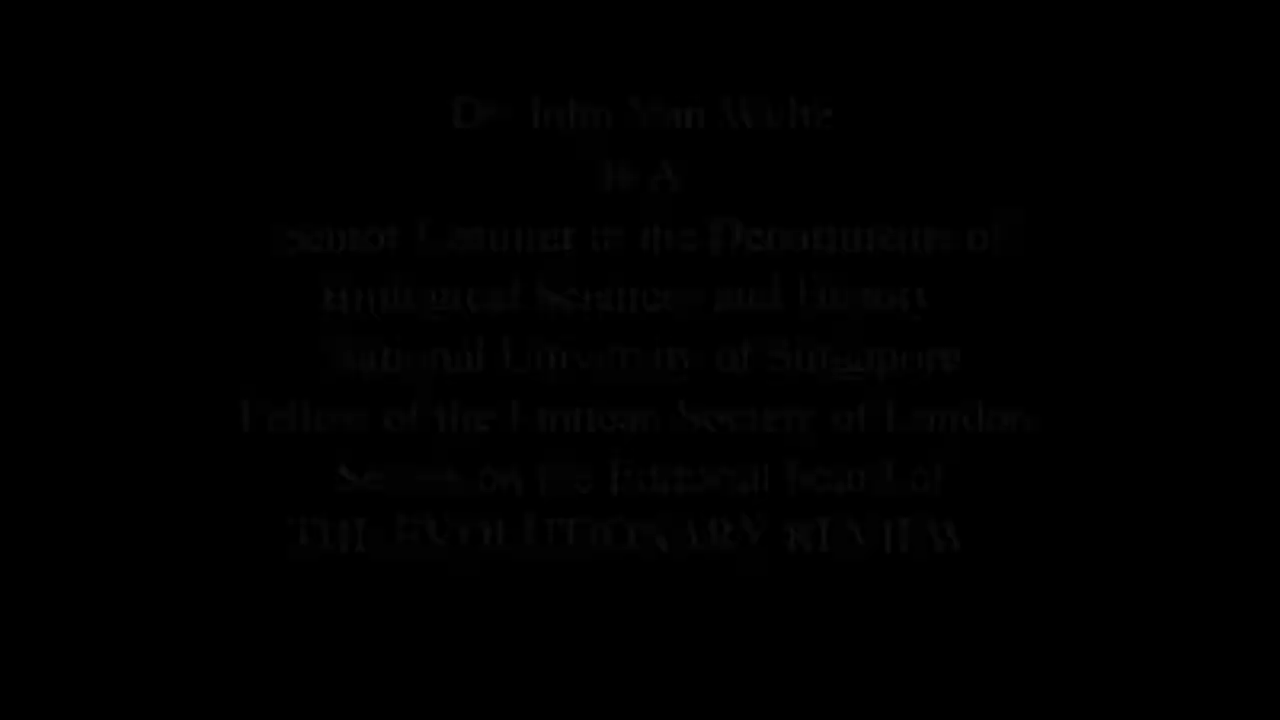 Dr. John Van Wyhe
Is A
Senior Lecturer in the Departments of
Biological Sciences and History
National University of Singapore
Fellow of the Linnean Society of London
Serves on the Editorial Board of
THE EVOLUTIONARY REVIEW